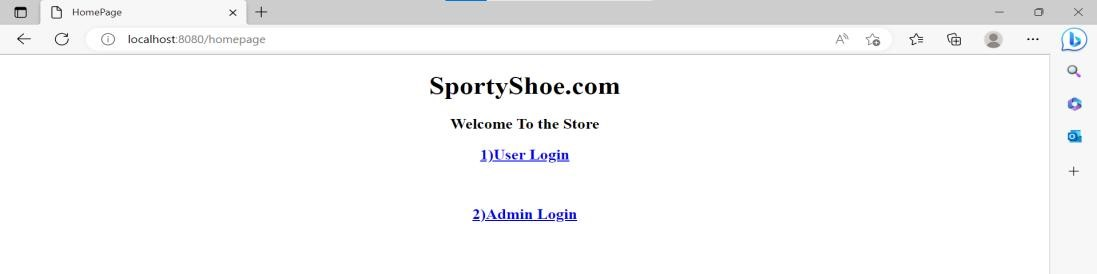 HomePage
localhost:8080/homepage
SportyShoe.com
Welcome To the Store
1)User Login
2)Admin Login